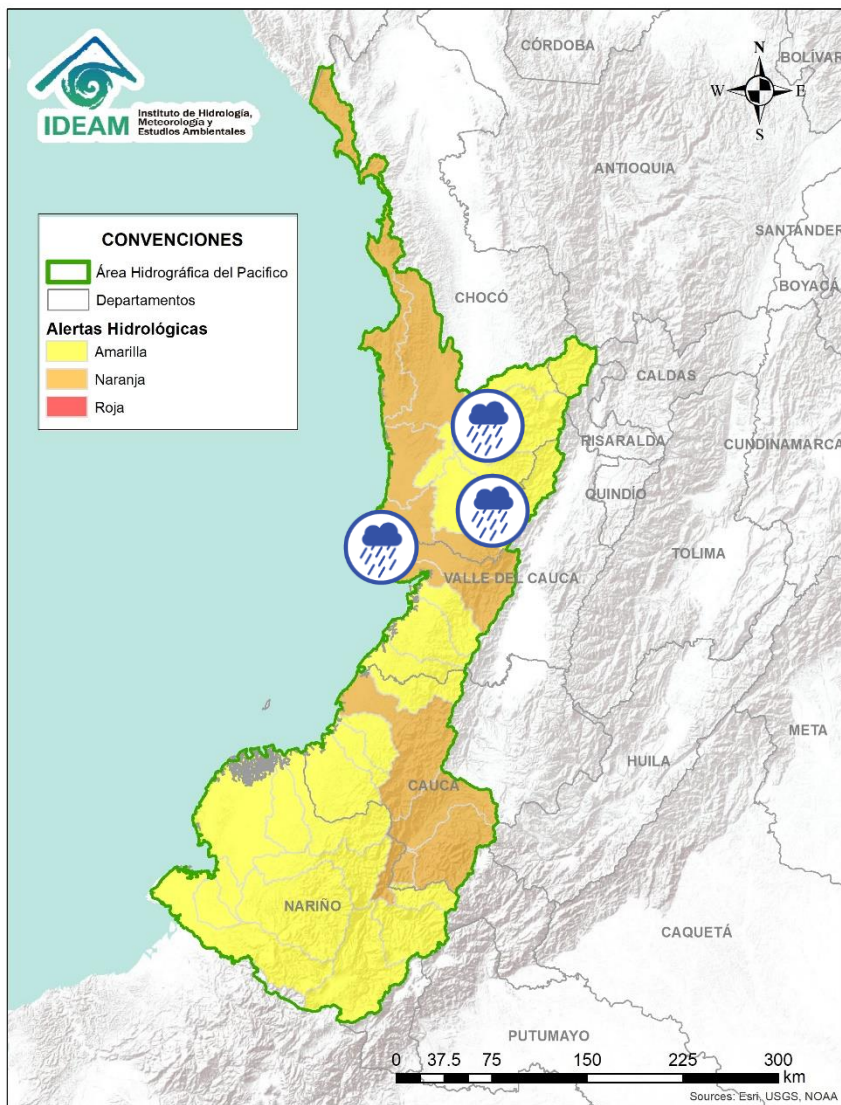 IDEAM
Instituto de Hidrología,
Meteorología y
Estudios Ambientales
CÓRDOBA
BOLÍVAR
N
W
E
S
ANTIOQUIA
SANTANDER
BOYACÁ
CONVENCIONES
Área Hidrográfica del Pacifico
Departamentos
Alertas Hidrológicas
Amarilla
Naranja
Roja
CHOCÓ
CALDAS
RISARALDA
CUNDINAMARCA
QUINDÍO
TOLIMA
VALLE DEL CAUCA
META
HUILA
CAUCA
NARIÑO
CAQUETÁ
PUTUMAYO
0 37.5 75 150 225 300
km
Sources: Esri, USGS, NOAA